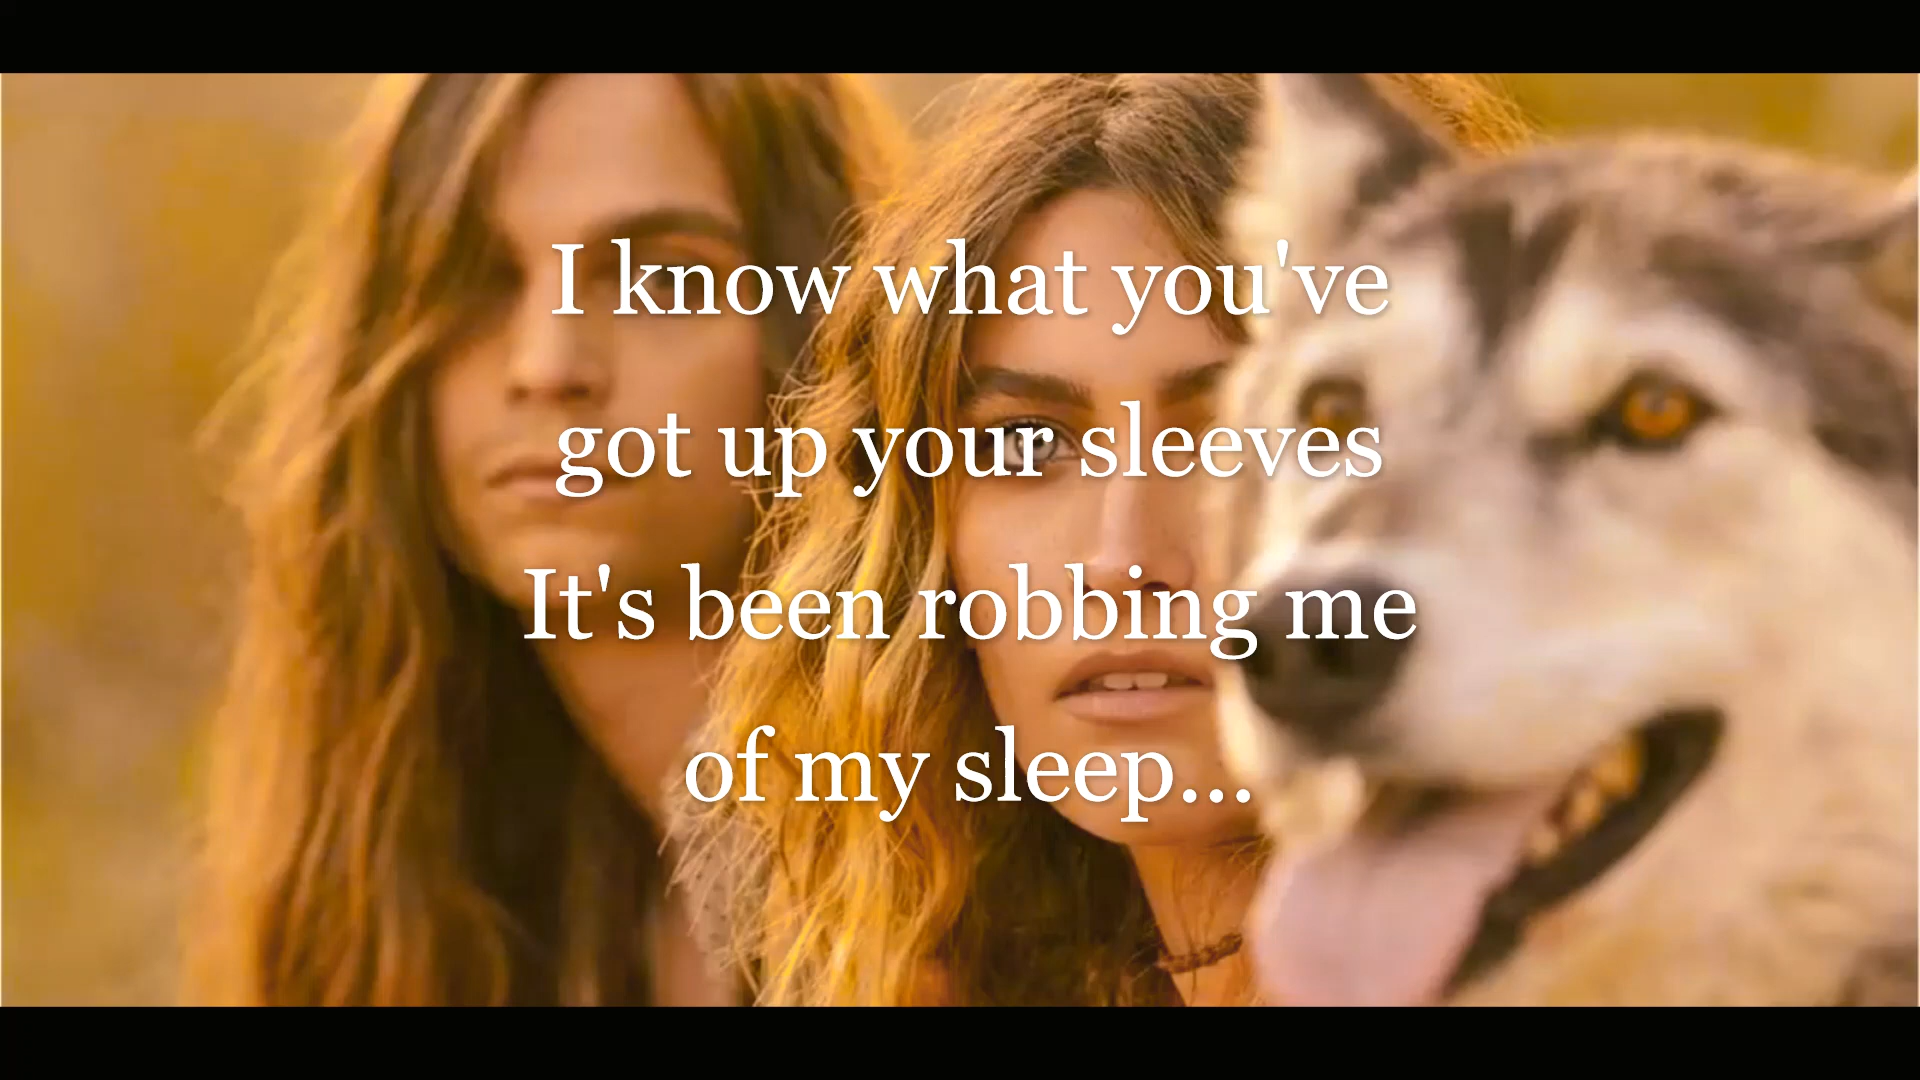 I know what you've
got up your sleeves
It's been robbing me
of my sleep...